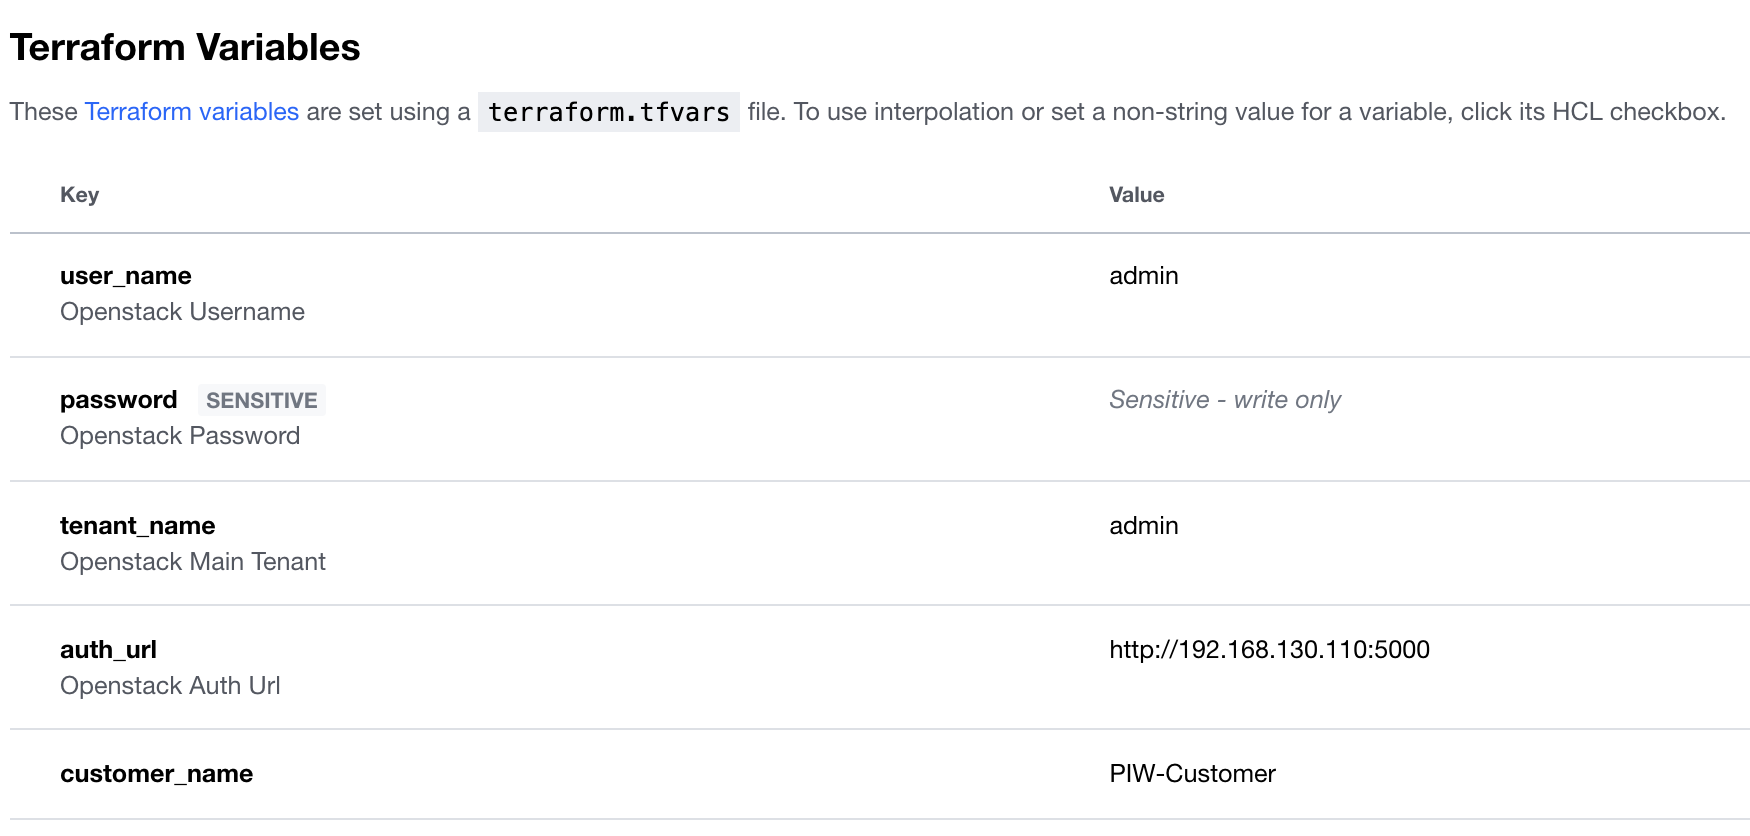 Terraform Variables
These Terraform variables are set using a terraform.tfvars file. To use interpolation or set a non-string value for a variable, click its HCL checkbox.
Key Value
user_name admin
Openstack Username
password SENSITIVE Sensitive - write only
Openstack Password
tenant_name admin
Openstack Main Tenant
auth_url http://192.168.130.110:5000
Openstack Auth Url
customer_name PIW-Customer